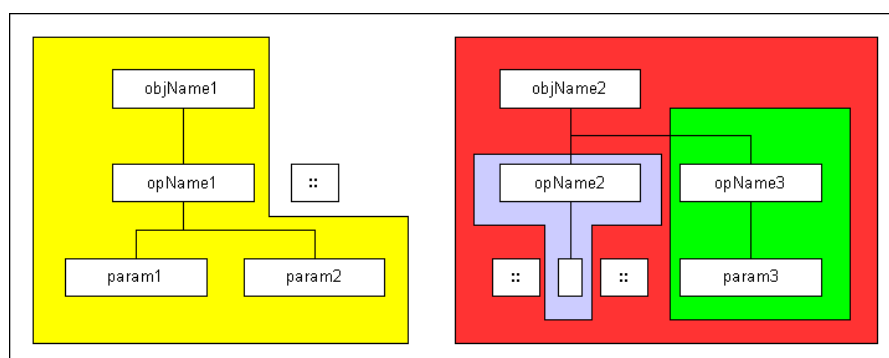 objName1
objName2
opName1
::
opName2
opName3
param1
param2
::
::
param3